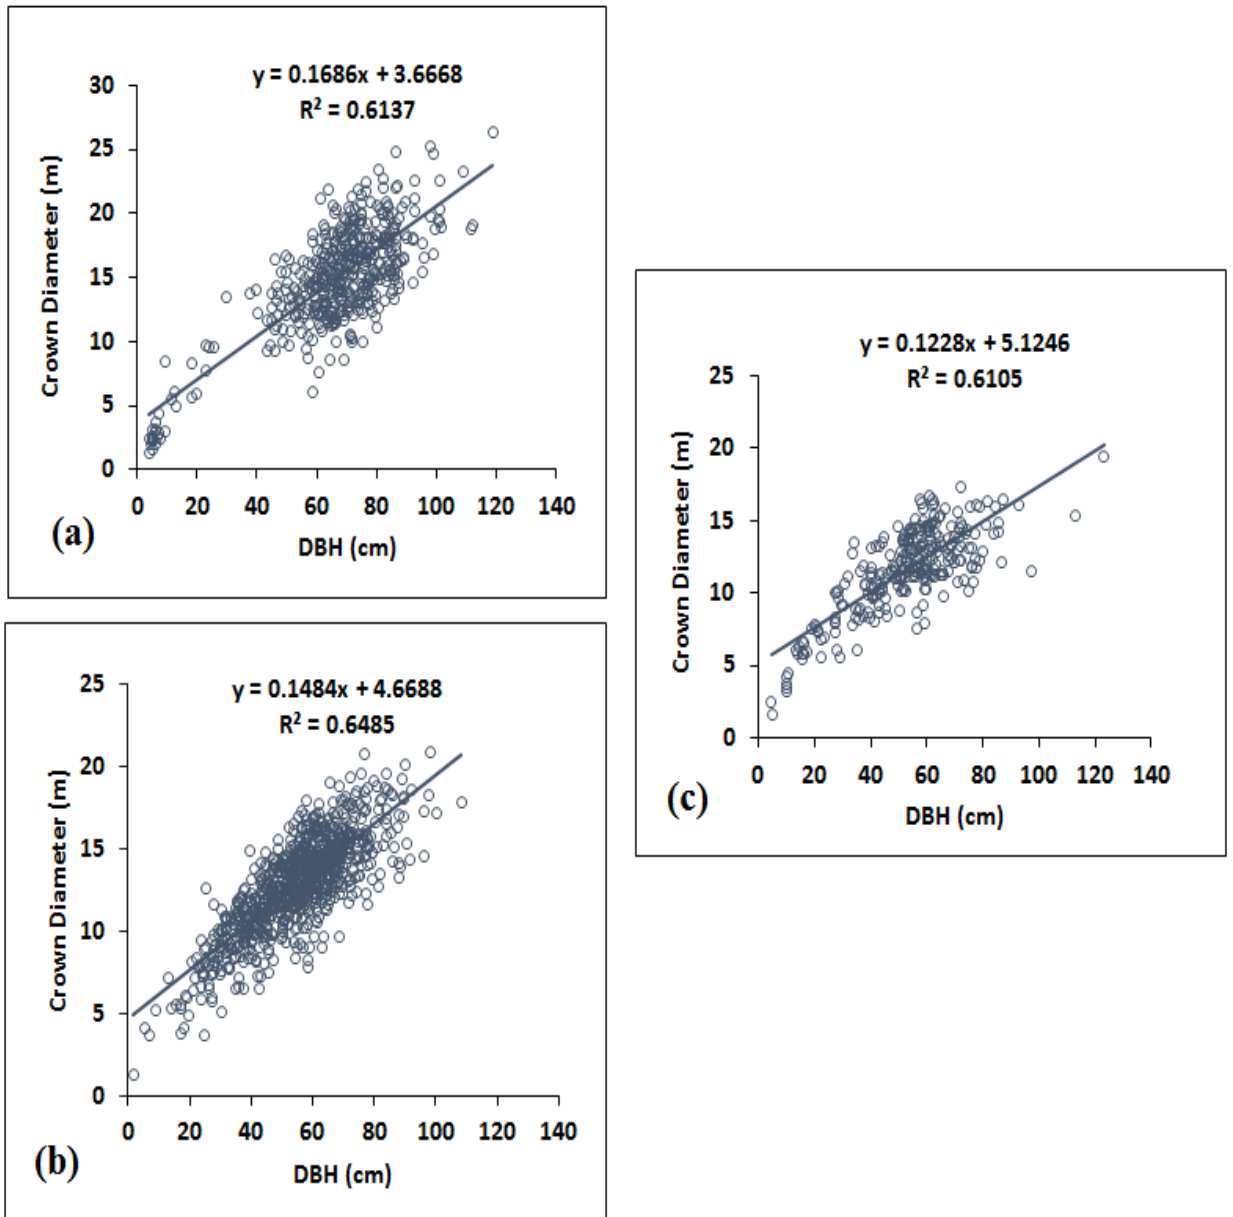 y = 0.1686x + 3.6668
R² = 0.6137
30
25
20
15
10
5
0
Crown Diameter (m)
0 20 40 60 80 100 120 140
DBH (cm)
(a)
y = 0.1484x + 4.6688
R² = 0.6485
25
20
15
10
5
0
Crown Diameter (m)
0 20 40 60 80 100 120 140
DBH (cm)
(b)
y = 0.1228x + 5.1246
R² = 0.6105
25
20
15
10
5
0
Crown Diameter (m)
0 20 40 60 80 100 120 140
DBH (cm)
(c)